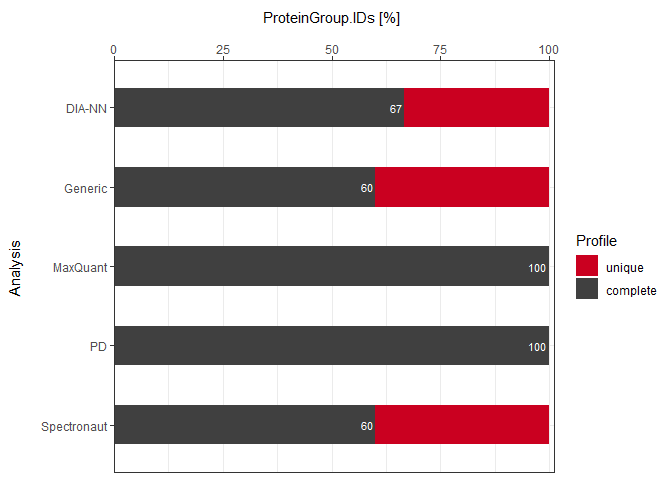 ProteinGroup.IDs [%]
0 25 50 75 100
DIA-NN 67
Generic 60
MaxQuant 100
PD 100
Spectronaut 60
Analysis
Profile
unique
complete